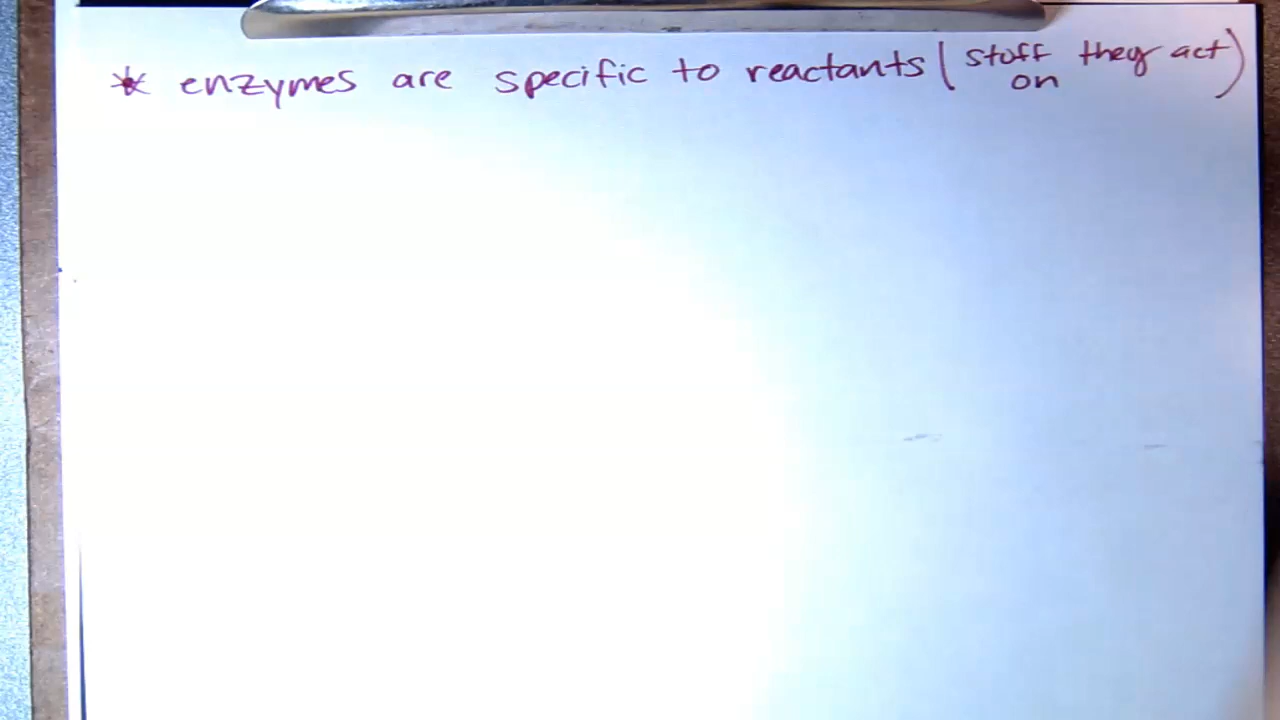 * enzymes are specific to reactants (stuff they act on)